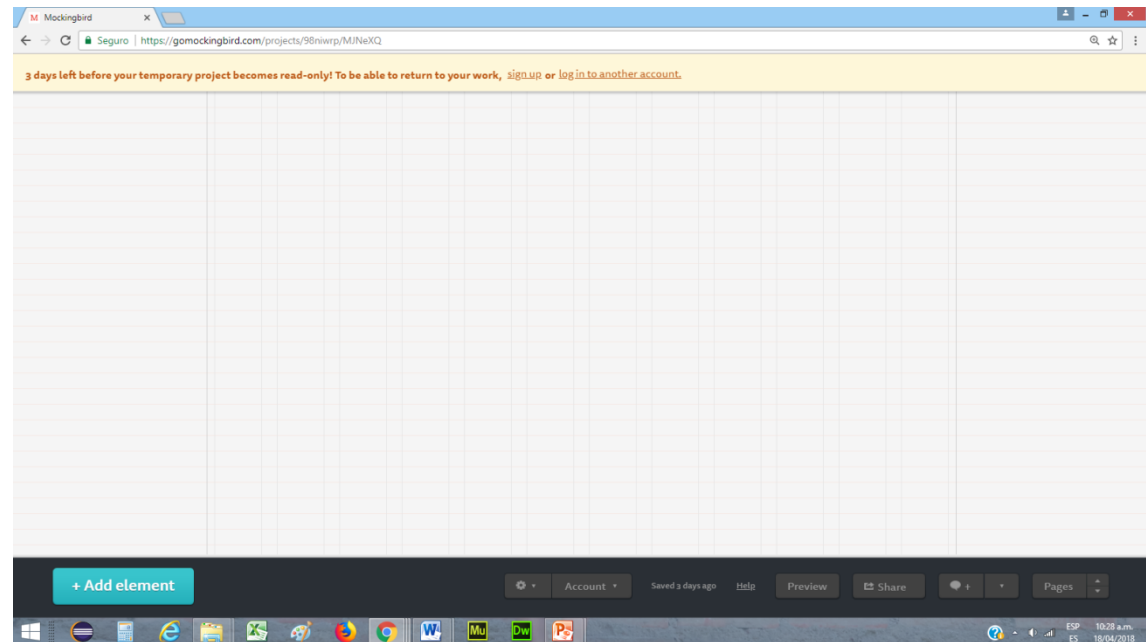 M Mockingbird
Seguro | https://gomockingbird.com/projects/98niwrp/MJNeXQ
3 days left before your temporary project becomes read-only! To be able to return to your work, sign up or log in to another account.
+ Add element
Account
Saved 3 days ago
Help
Preview
Share
+
Pages
W
Mu
Dw
P
ESP 10:28 a.m.
ES 18/04/2018